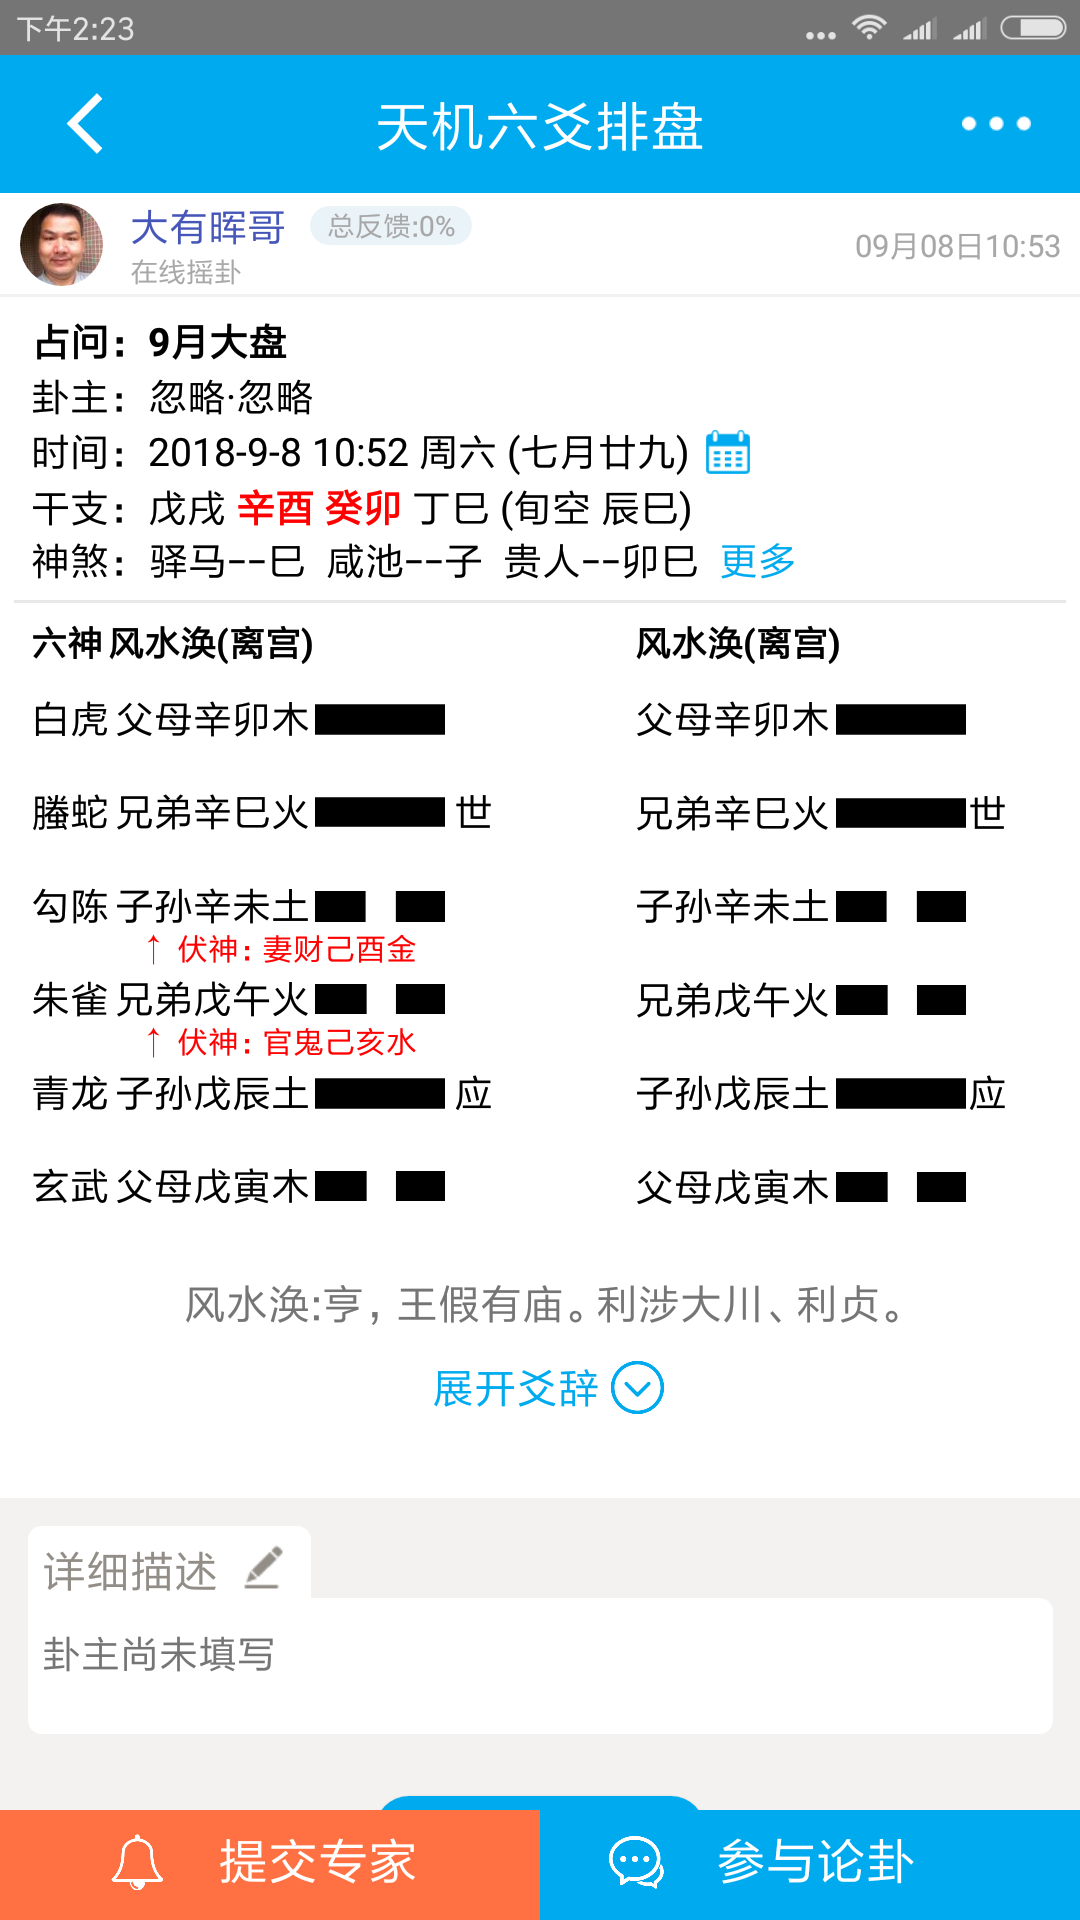 下午2:23
天机六爻排盘
大有晖哥 总反馈:0%
在线摇卦
09月08日10:53
占问：9月大盘
卦主：忽略·忽略
时间：2018-9-8 10:52 周六 (七月廿九)
干支：戊戌 辛酉 癸卯 丁巳 (旬空 辰巳)
神煞：驿马--巳 咸池--子 贵人--卯巳 更多
六神 风水涣(离宫) 风水涣(离宫)
白虎 父母辛卯木 父母辛卯木
螣蛇 兄弟辛巳火 世 兄弟辛巳火 世
勾陈 子孙辛未土 子孙辛未土
↑ 伏神：妻财己酉金
朱雀 兄弟戊午火 兄弟戊午火
↑ 伏神：官鬼己亥水
青龙 子孙戊辰土 应 子孙戊辰土 应
玄武 父母戊寅木 父母戊寅木
风水涣:亨，王假有庙。利涉大川、利贞。
展开爻辞
详细描述
卦主尚未填写
提交专家 参与论卦